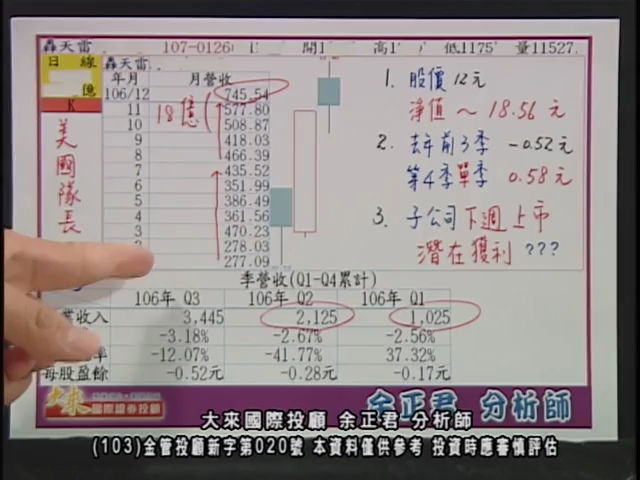 轟天雷 107-0126 開 高 低1175 量11527
日線
億
K
美國隊長
轟天雷
年月 月營收
106/12 745.54
11 577.80
10 508.87
9 418.03
8 466.39
7 435.52
6 351.99
5 386.49
4 361.56
3 470.23
278.03
277.09
18億
1. 股價12元
淨值～18.56元
2. 去年前3季 -0.52元
第4季單季 0.58元
3. 子公司下週上市
潛在獲利???
季營收(Q1-Q4累計)
106年 Q3 106年 Q2 106年 Q1
業收入 3,445 2,125 1,025
-3.18% -2.67% -2.56%
率 -12.07% -41.77% 37.32%
每股盈餘 -0.52元 -0.28元 -0.17元
大來 國際證券投顧
余正君 分析師
大來國際投顧 余正君 分析師
(103)金管投顧新字第020號 本資料僅供參考 投資時應審慎評估